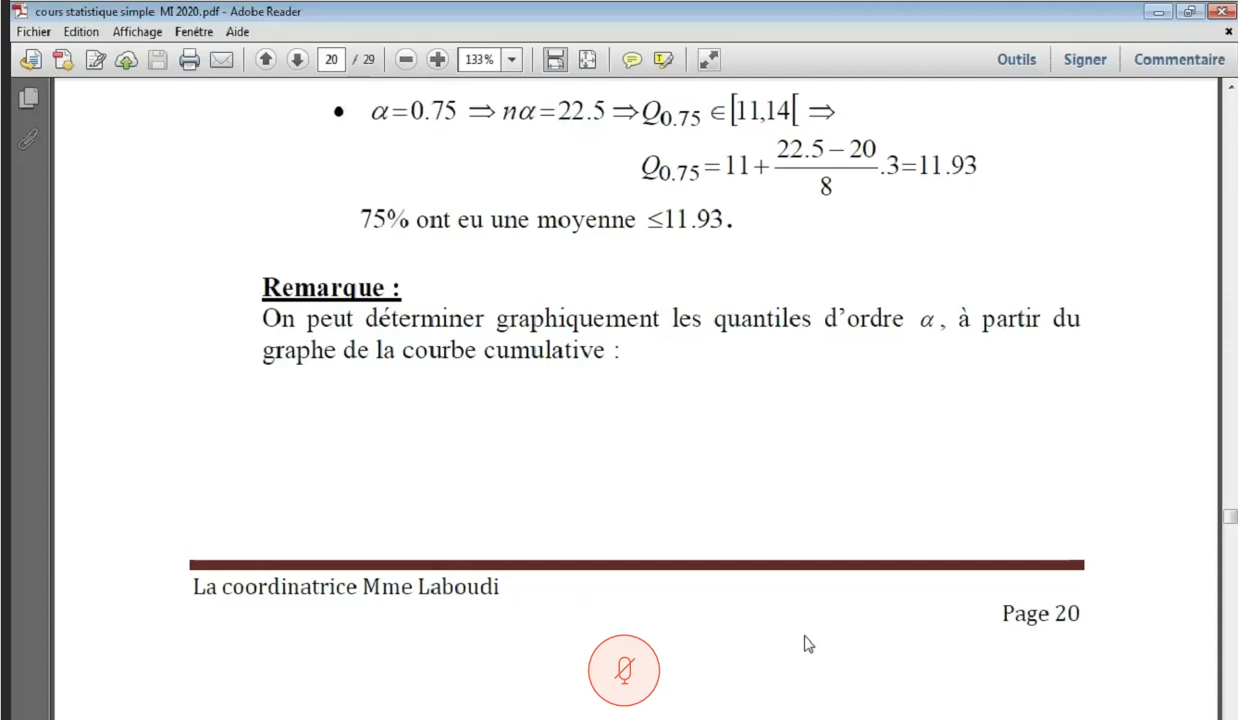 cours statistique simple MI 2020.pdf - Adobe Reader
Fichier Edition Affichage Fenêtre Aide
20 / 29 133% Outils Signer Commentaire
• α=0.75 ⇒ nα=22.5 ⇒ Q0.75 ∈ [11,14[ ⇒
Q0.75 = 11 + (22.5 − 20)/8 .3 = 11.93
75% ont eu une moyenne ≤11.93.
Remarque :
On peut déterminer graphiquement les quantiles d’ordre α, à partir du
graphe de la courbe cumulative :
La coordinatrice Mme Laboudi
Page 20